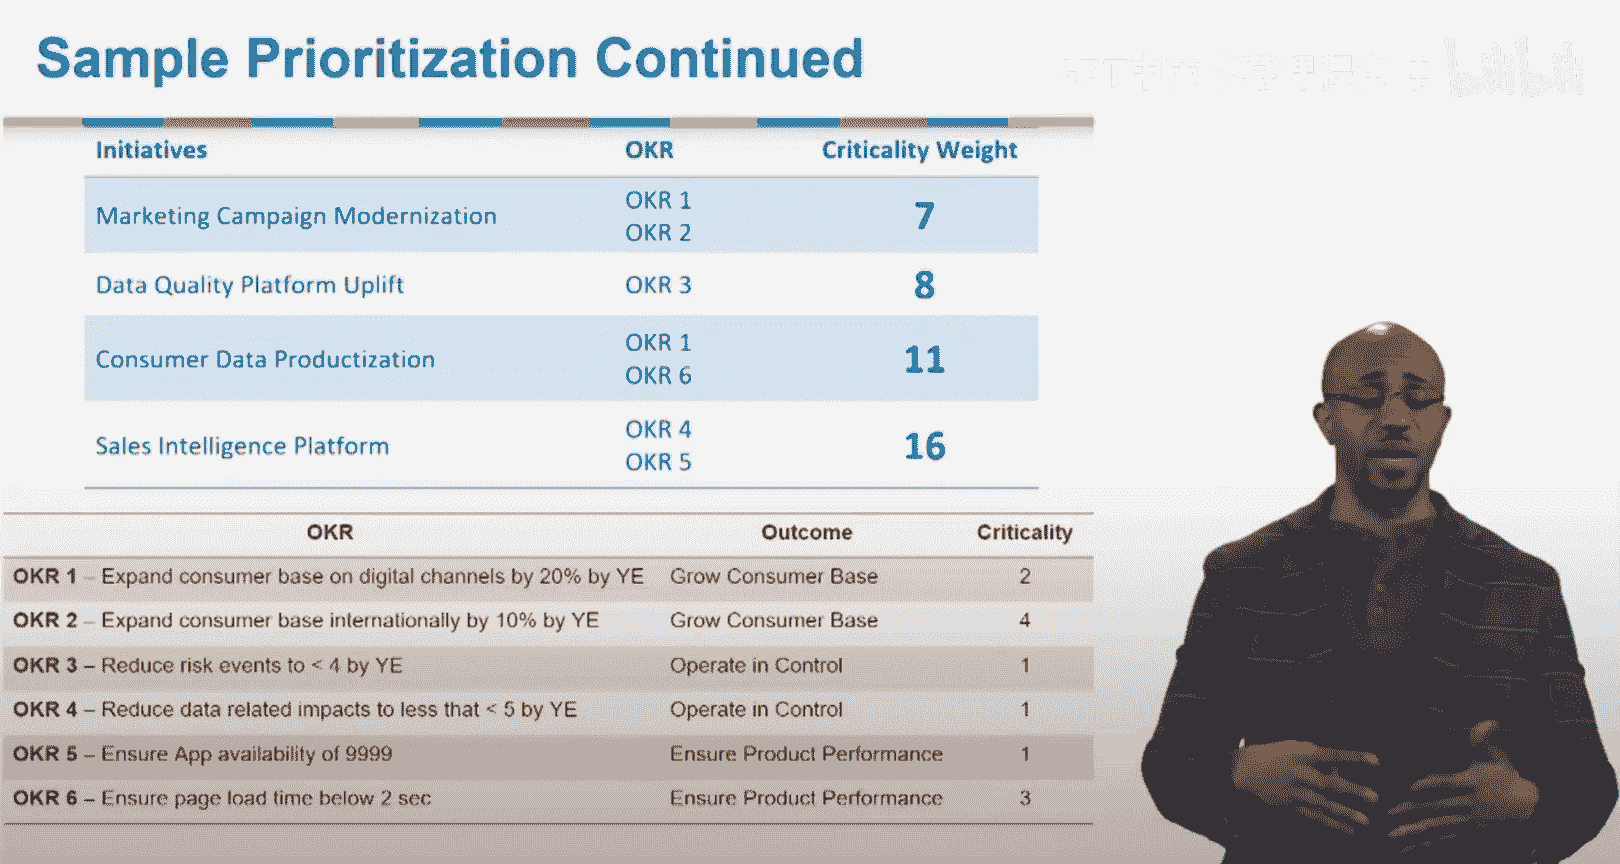 Sample Prioritization Continued
bilibili
Initiatives OKR Criticality Weight
Marketing Campaign Modernization OKR 1 OKR 2 7
Data Quality Platform Uplift OKR 3 8
Consumer Data Productization OKR 1 OKR 6 11
Sales Intelligence Platform OKR 4 OKR 5 16
OKR Outcome Criticality
OKR 1 – Expand consumer base on digital channels by 20% by YE Grow Consumer Base 2
OKR 2 – Expand consumer base internationally by 10% by YE Grow Consumer Base 4
OKR 3 – Reduce risk events to < 4 by YE Operate in Control 1
OKR 4 – Reduce data related impacts to less that < 5 by YE Operate in Control 1
OKR 5 – Ensure App availability of 9999 Ensure Product Performance 1
OKR 6 – Ensure page load time below 2 sec Ensure Product Performance 3